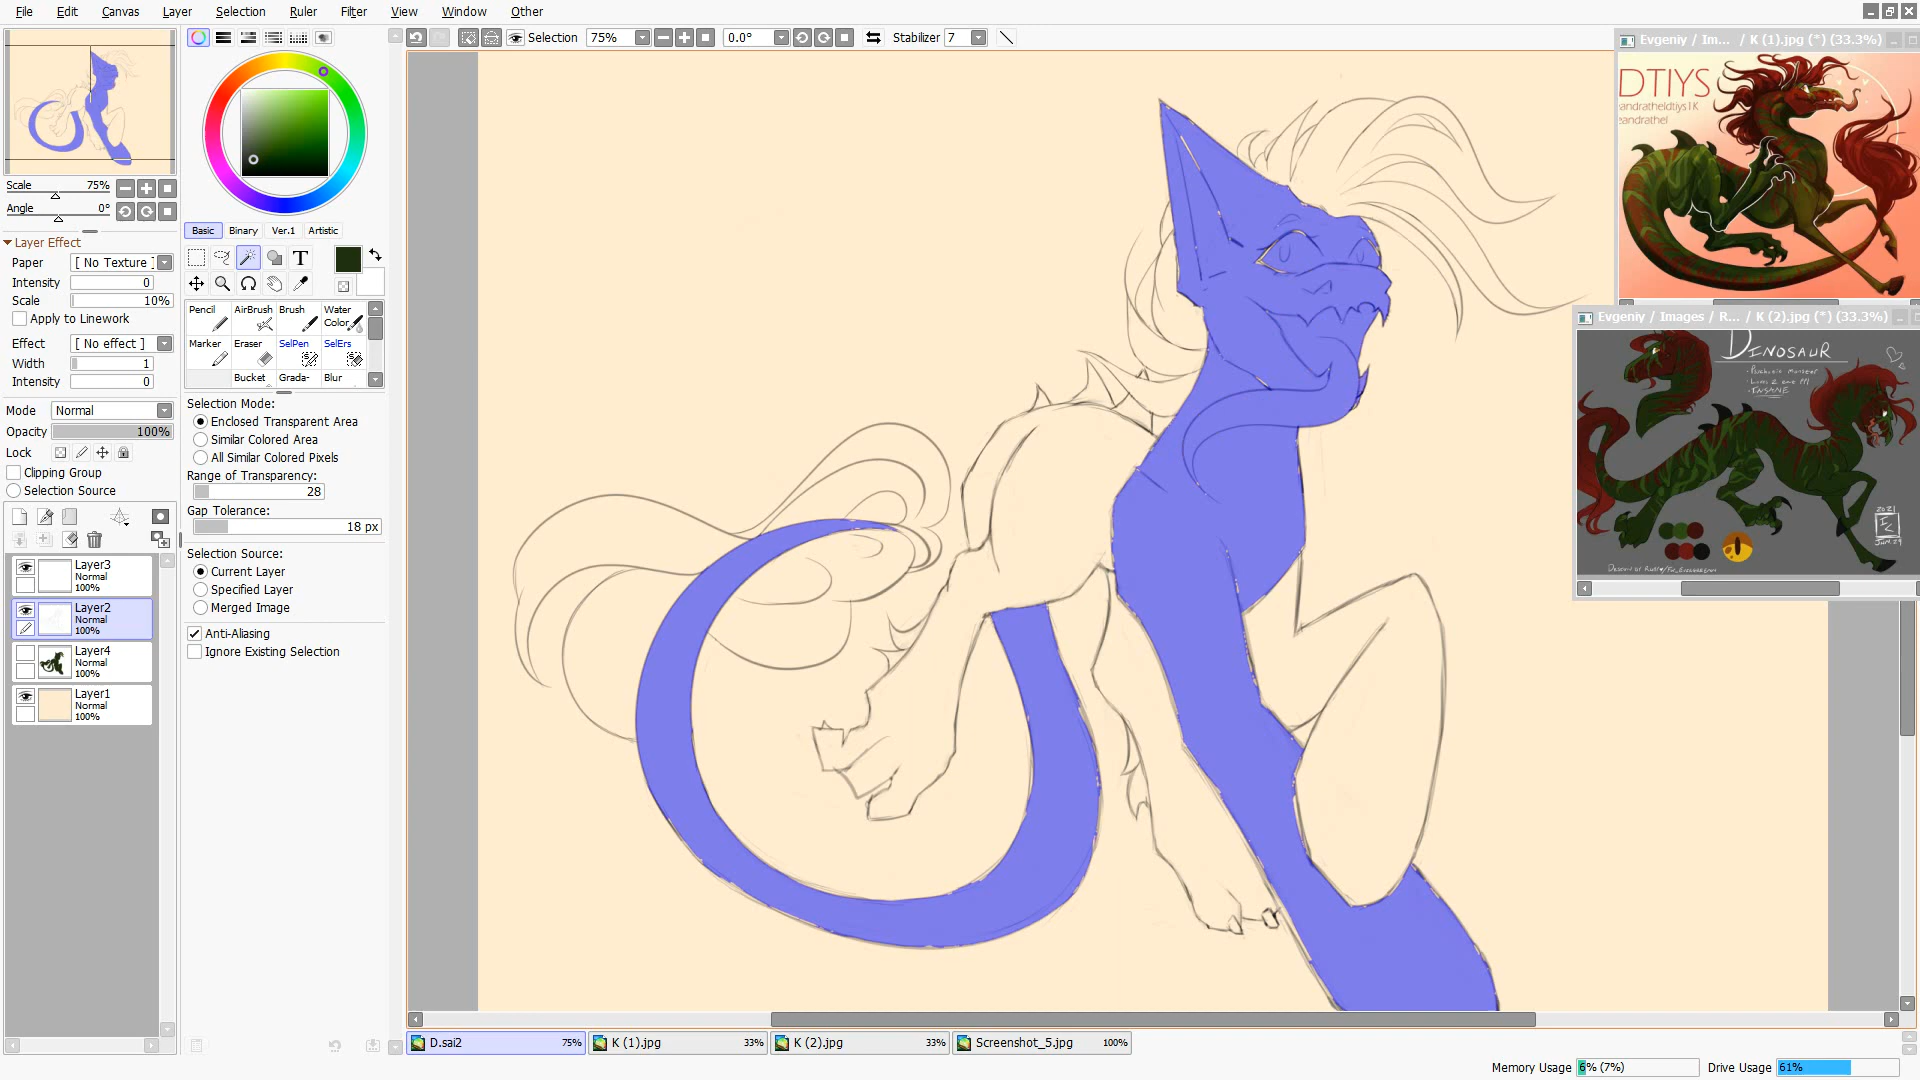 File Edit Canvas Layer Selection Ruler Filter View Window Other
Selection 75% 0.0° Stabilizer 7
Scale 75%
Angle 0°
Layer Effect
Paper [ No Texture ]
Intensity 0
Scale 10%
Apply to Linework
Effect [ No effect ]
Width 1
Intensity 0
Mode Normal
Opacity 100%
Lock
Clipping Group
Selection Source
Layer3
Normal
100%
Layer2
Normal
100%
Layer4
Normal
100%
Layer1
Normal
100%
Basic Binary Ver.1 Artistic
T
Pencil AirBrush Brush Water Color
Marker Eraser SelPen SelErs
Bucket Grada- Blur
Selection Mode:
Enclosed Transparent Area
Similar Colored Area
All Similar Colored Pixels
Range of Transparency:
28
Gap Tolerance:
18 px
Selection Source:
Current Layer
Specified Layer
Merged Image
Anti-Aliasing
Ignore Existing Selection
Evgeniy / Im... / K (1).jpg (*) (33.3%)
DTIYS
eandratheldtiys1K
eandrathel
Evgeniy / Images / R... / K (2).jpg (*) (33.3%)
DINOSAUR
INSANE
2021
JUN.29
D.sai2 75%
K (1).jpg 33%
K (2).jpg 33%
Screenshot_5.jpg 100%
Memory Usage 6% (7%) Drive Usage 61%